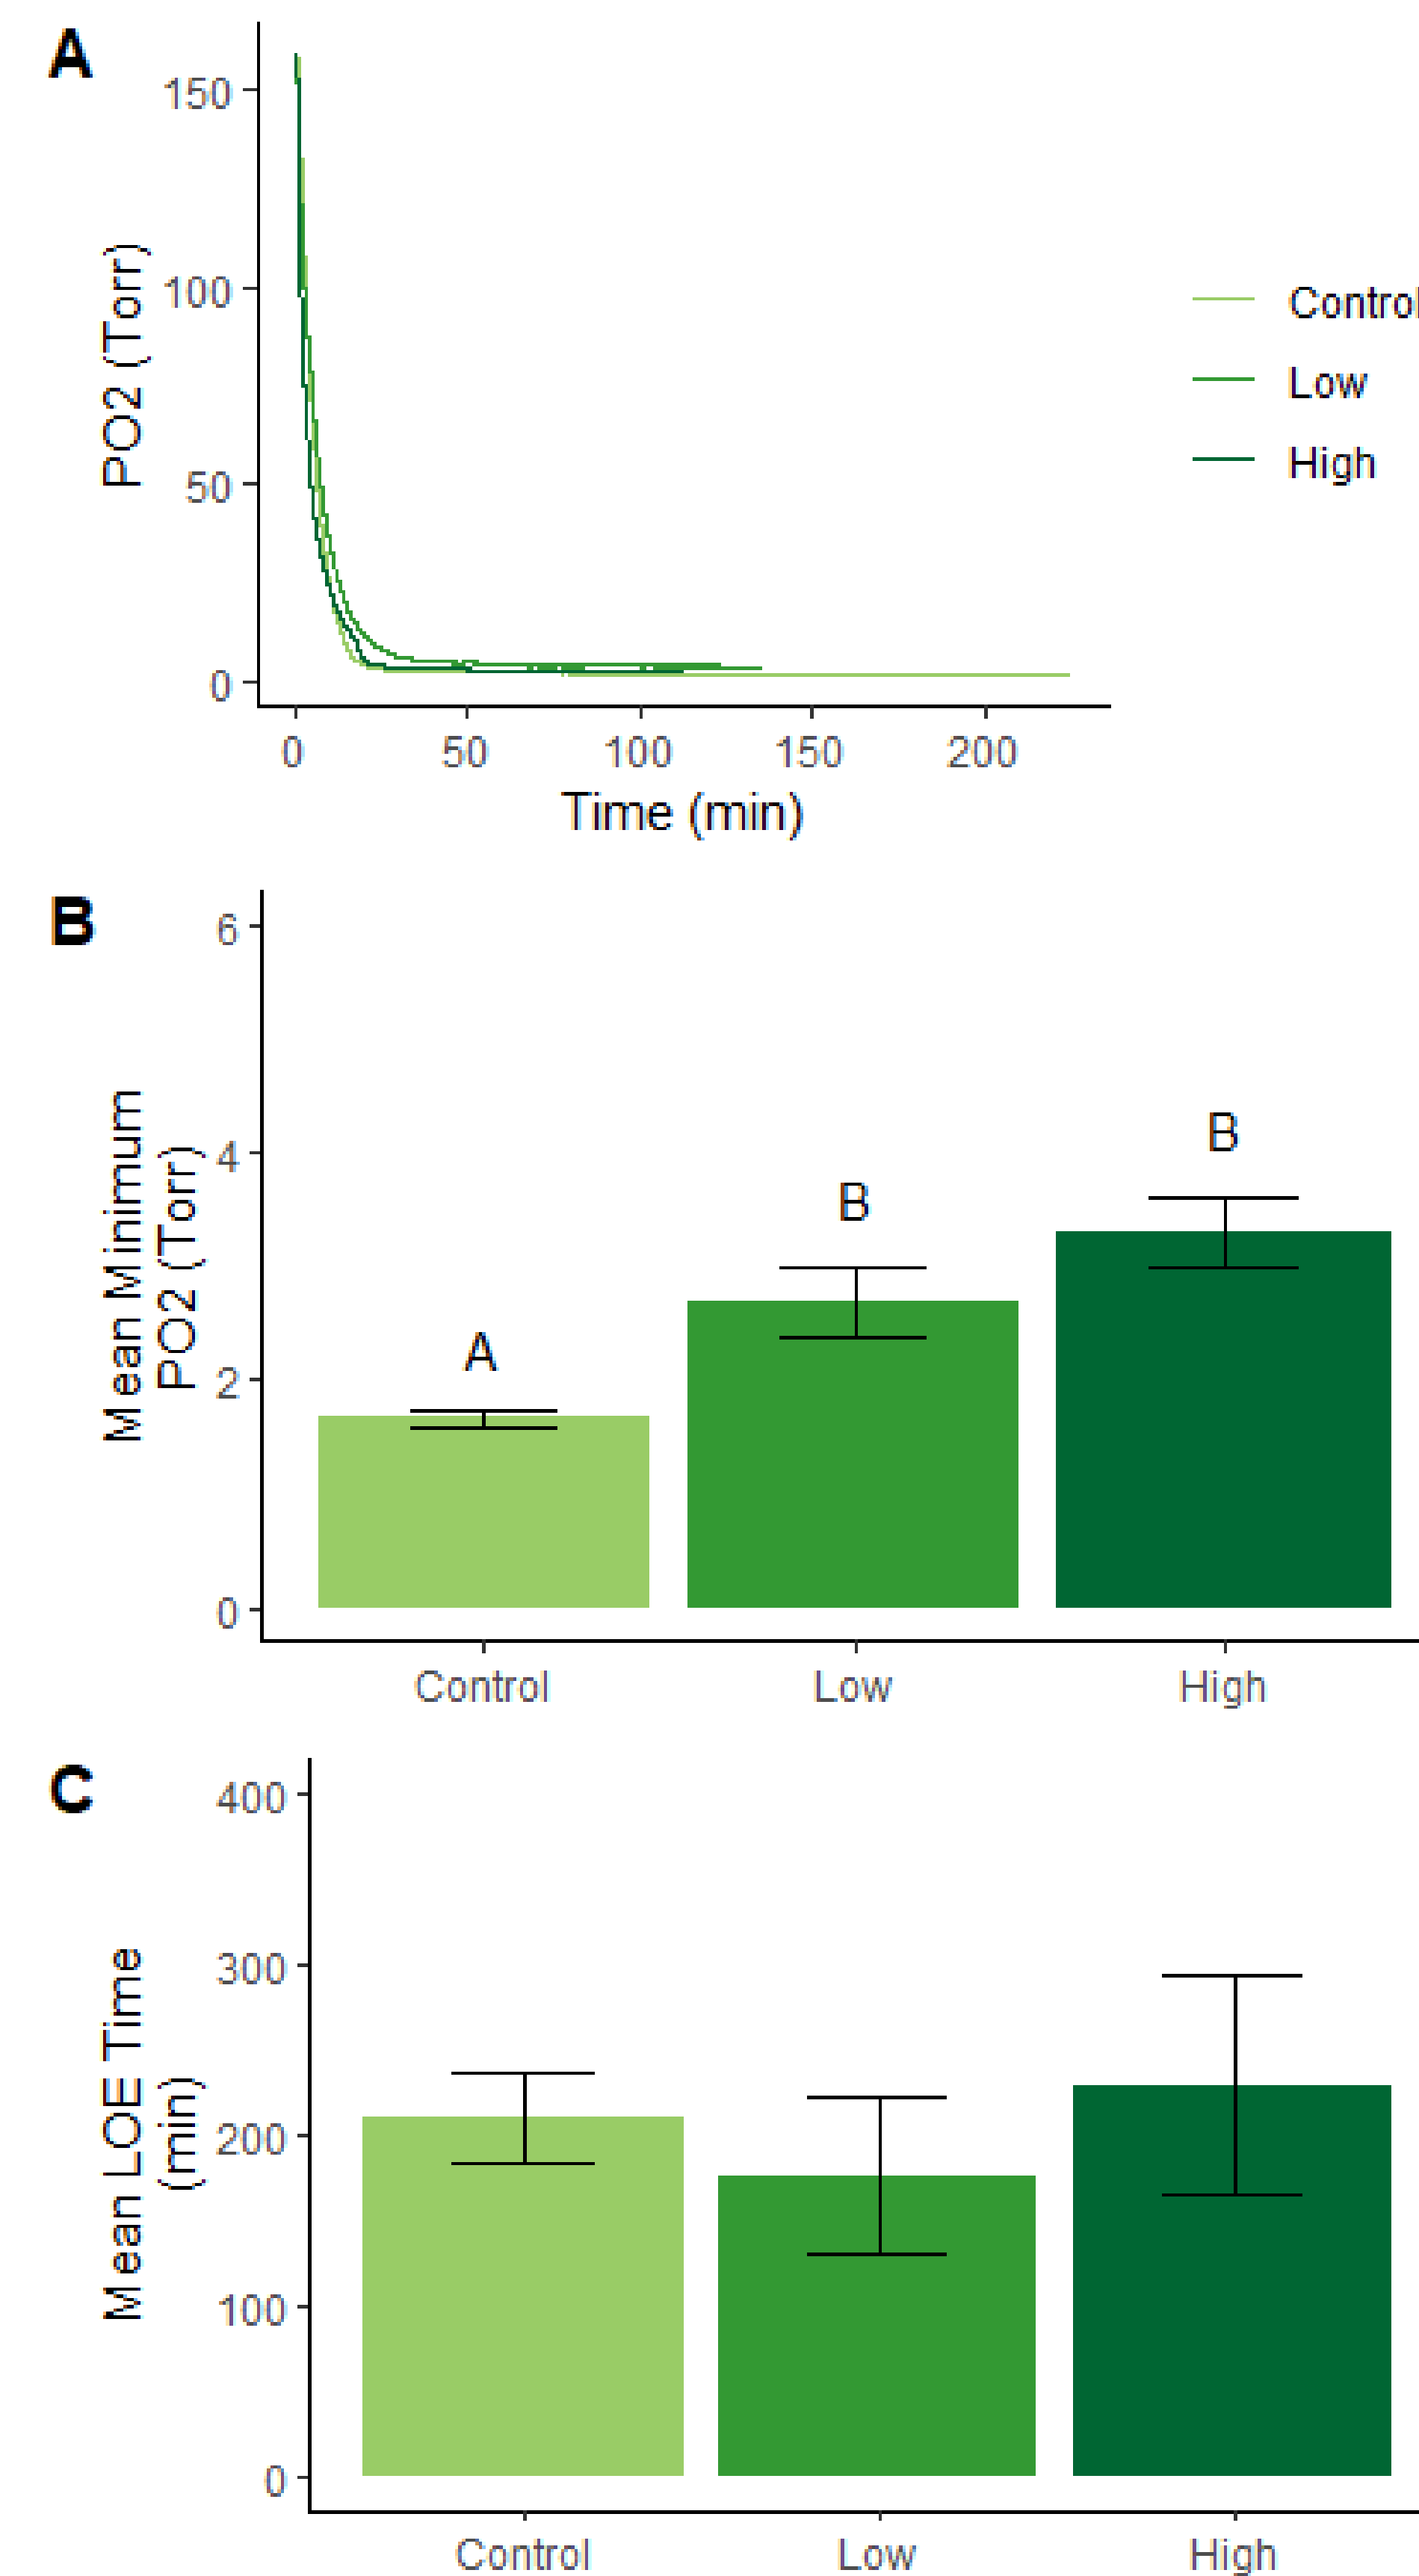 A
150
100
50
0
PO2 (Torr)
0 50 100 150 200
Time (min)
Control
Low
High
B
6
4
2
0
Mean Minimum
PO2 (Torr)
A
B
B
Control Low High
C
400
300
200
100
0
Mean LOE Time
(min)
Control Low High